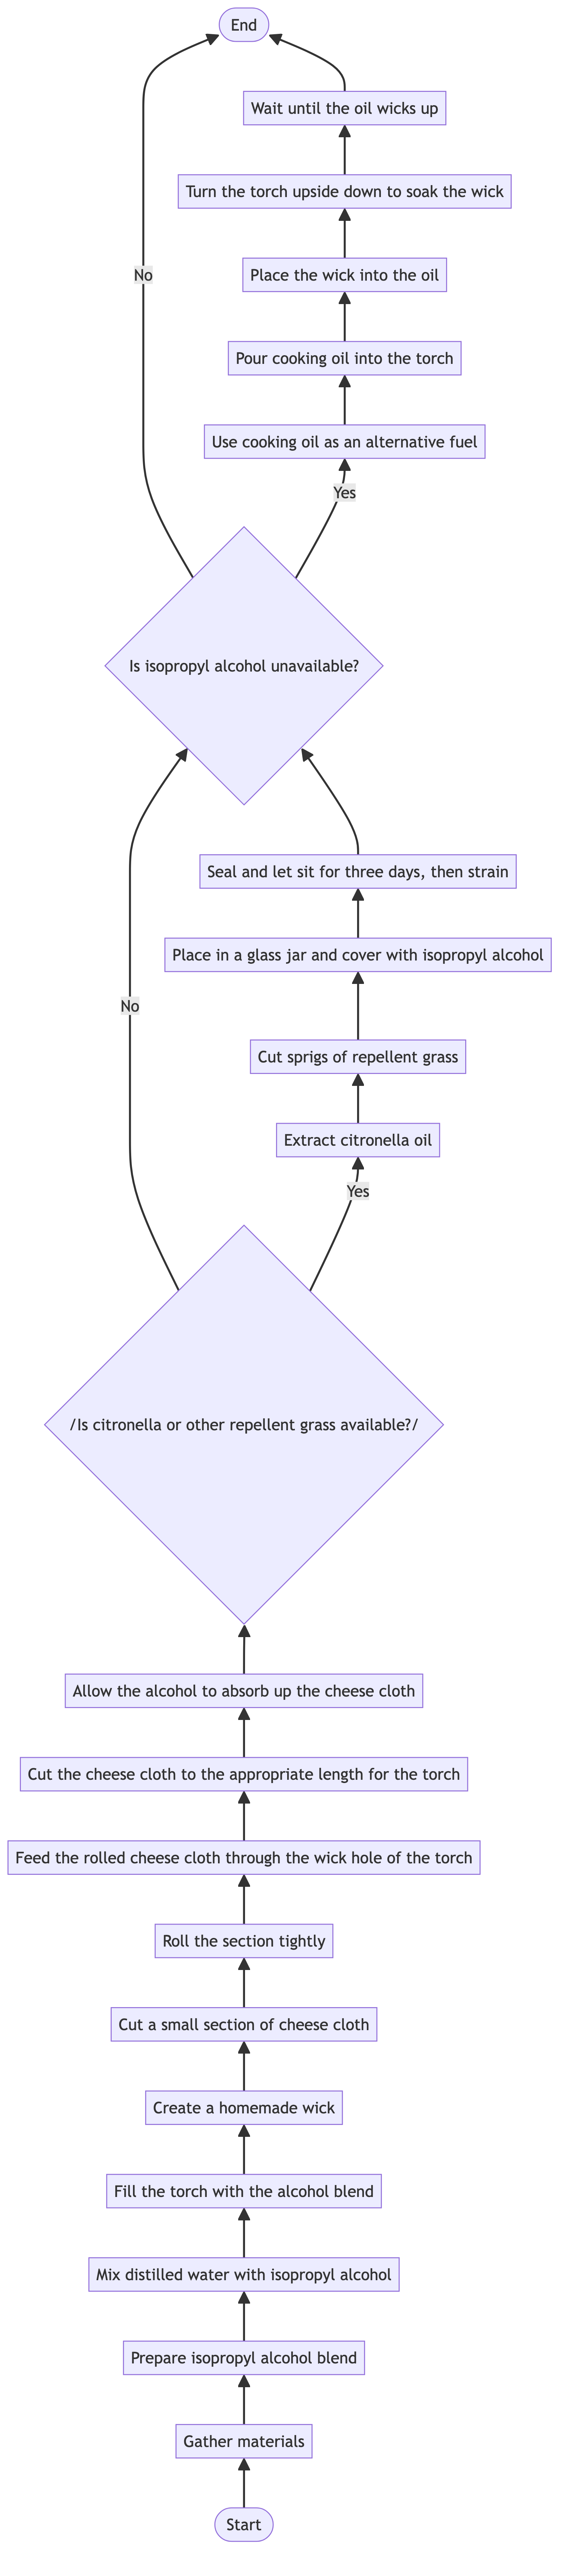 End
Wait until the oil wicks up
Turn the torch upside down to soak the wick
No
Place the wick into the oil
Pour cooking oil into the torch
Use cooking oil as an alternative fuel
Yes
Is isopropyl alcohol unavailable?
Seal and let sit for three days, then strain
Place in a glass jar and cover with isopropyl alcohol
No
Cut sprigs of repellent grass
Extract citronella oil
Yes
/Is citronella or other repellent grass available?/
Allow the alcohol to absorb up the cheese cloth
Cut the cheese cloth to the appropriate length for the torch
Feed the rolled cheese cloth through the wick hole of the torch
Roll the section tightly
Cut a small section of cheese cloth
Create a homemade wick
Fill the torch with the alcohol blend
Mix distilled water with isopropyl alcohol
Prepare isopropyl alcohol blend
Gather materials
Start